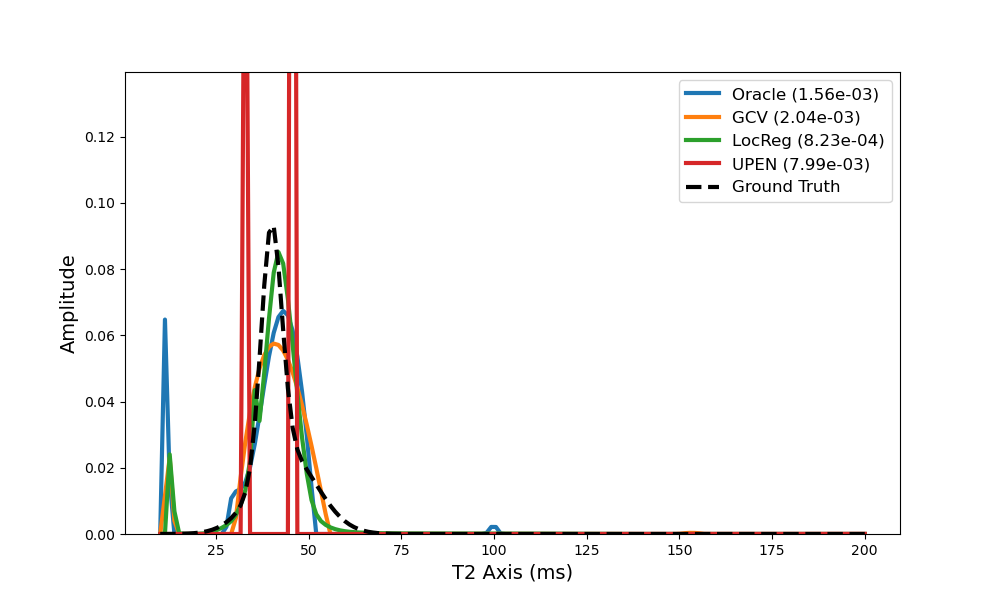 Oracle (1.56e-03)
GCV (2.04e-03)
LocReg (8.23e-04)
UPEN (7.99e-03)
Ground Truth
0.12
0.10
0.08
0.06
0.04
0.02
0.00
Amplitude
25 50 75 100 125 150 175 200
T2 Axis (ms)